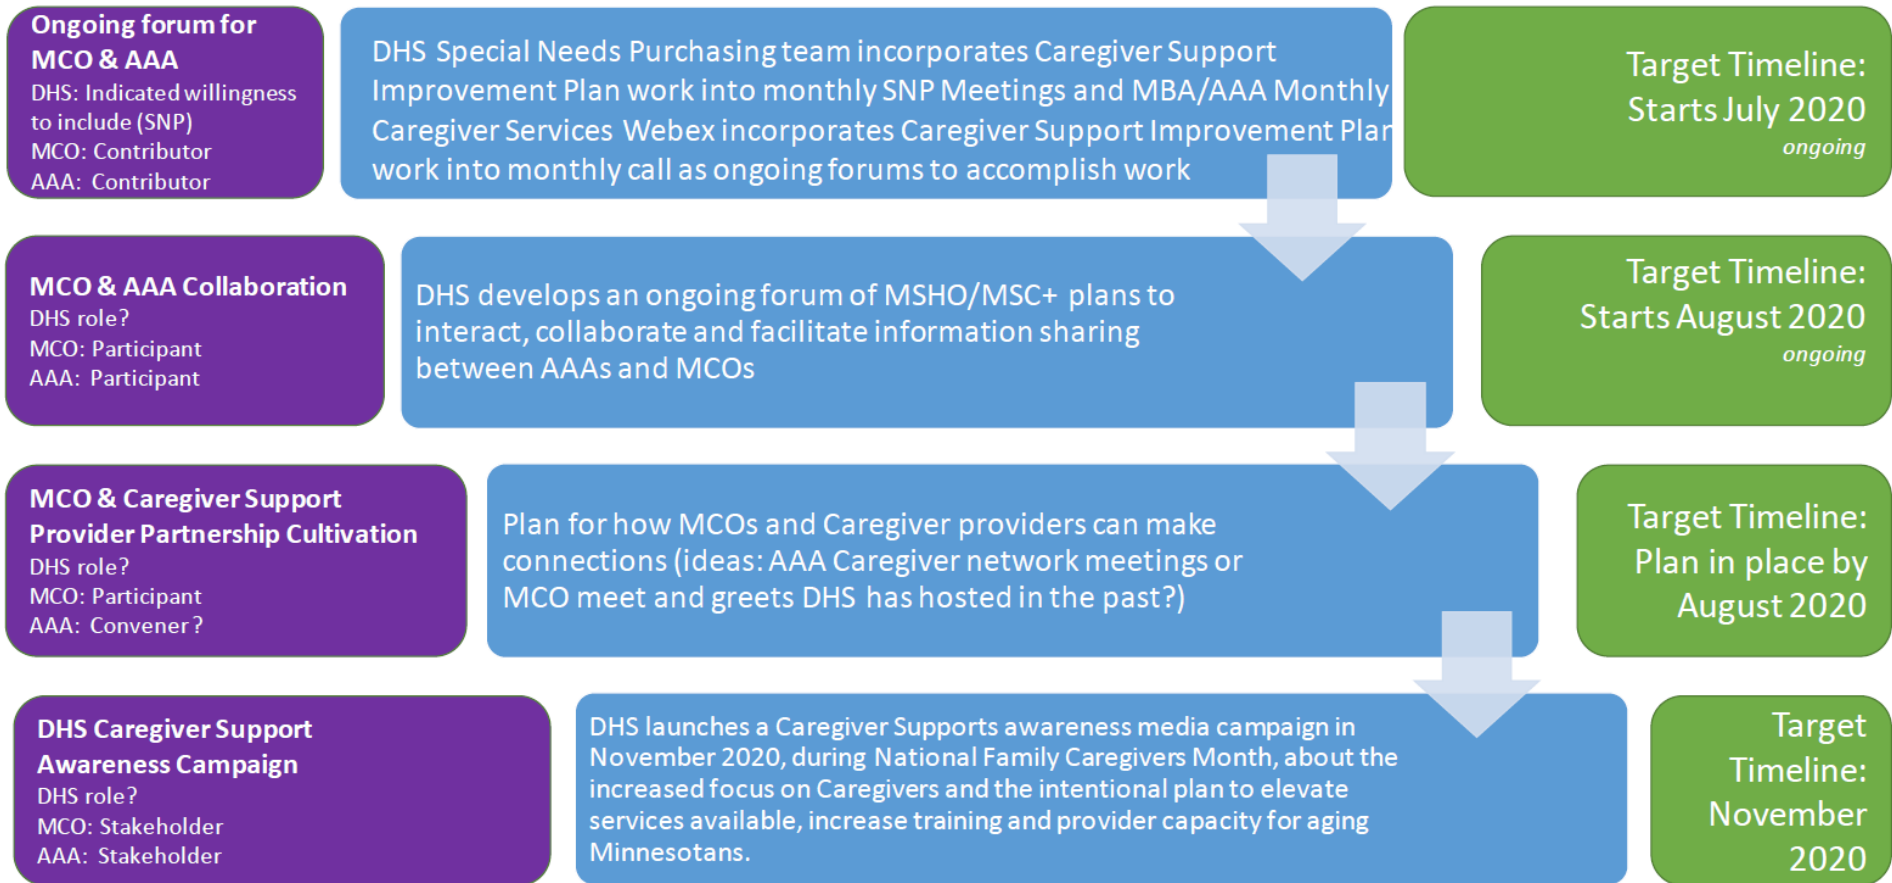 Ongoing forum for
MCO & AAA
DHS: Indicated willingness
to include (SNP)
MCO: Contributor
AAA: Contributor
DHS Special Needs Purchasing team incorporates Caregiver Support
Improvement Plan work into monthly SNP Meetings and MBA/AAA Monthly
Caregiver Services Webex incorporates Caregiver Support Improvement Plan
work into monthly call as ongoing forums to accomplish work
Target Timeline:
Starts July 2020
ongoing
MCO & AAA Collaboration
DHS role?
MCO: Participant
AAA: Participant
DHS develops an ongoing forum of MSHO/MSC+ plans to
interact, collaborate and facilitate information sharing
between AAAs and MCOs
Target Timeline:
Starts August 2020
ongoing
MCO & Caregiver Support
Provider Partnership Cultivation
DHS role?
MCO: Participant
AAA: Convener?
Plan for how MCOs and Caregiver providers can make
connections (ideas: AAA Caregiver network meetings or
MCO meet and greets DHS has hosted in the past?)
Target Timeline:
Plan in place by
August 2020
DHS Caregiver Support
Awareness Campaign
DHS role?
MCO: Stakeholder
AAA: Stakeholder
DHS launches a Caregiver Supports awareness media campaign in
November 2020, during National Family Caregivers Month, about the
increased focus on Caregivers and the intentional plan to elevate
services available, increase training and provider capacity for aging
Minnesotans.
Target
Timeline:
November
2020